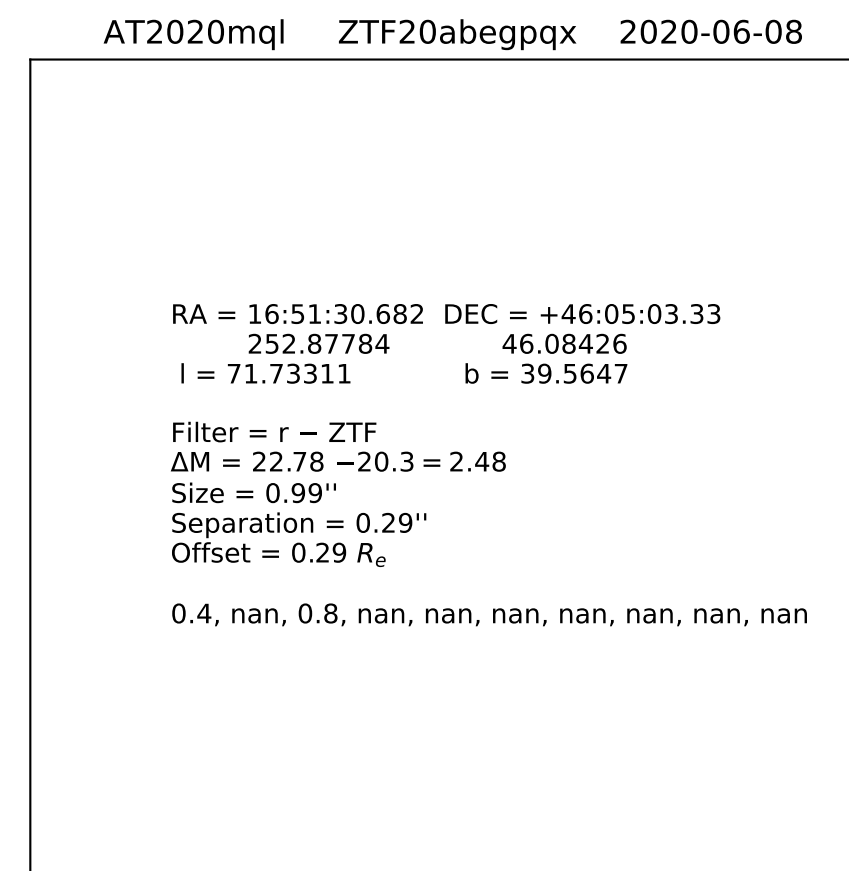 AT2020mql ZTF20abegpqx 2020-06-08
RA = 16:51:30.682 DEC = +46:05:03.33
252.87784 46.08426
l = 71.73311 b = 39.5647
Filter = r − ZTF
ΔM = 22.78 −20.3 = 2.48
Size = 0.99''
Separation = 0.29''
Offset = 0.29 Re
0.4, nan, 0.8, nan, nan, nan, nan, nan, nan, nan